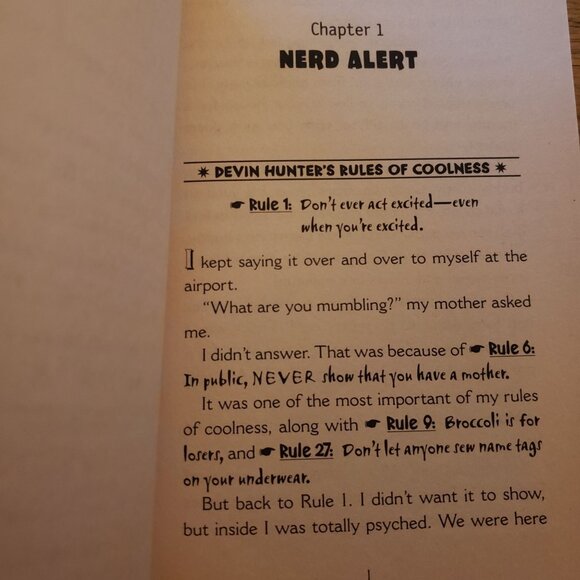 Chapter 1
NERD ALERT
✷ DEVIN HUNTER'S RULES OF COOLNESS ✷
☛ Rule 1: Don't ever act excited—even
when you're excited.
I kept saying it over and over to myself at the
airport.
"What are you mumbling?" my mother asked
me.
I didn't answer. That was because of ☛ Rule 6:
In public, NEVER show that you have a mother.
It was one of the most important of my rules
of coolness, along with ☛ Rule 9: Broccoli is for
losers, and ☛ Rule 27: Don't let anyone sew name tags
on your underwear.
But back to Rule 1. I didn't want it to show,
but inside I was totally psyched. We were here
1